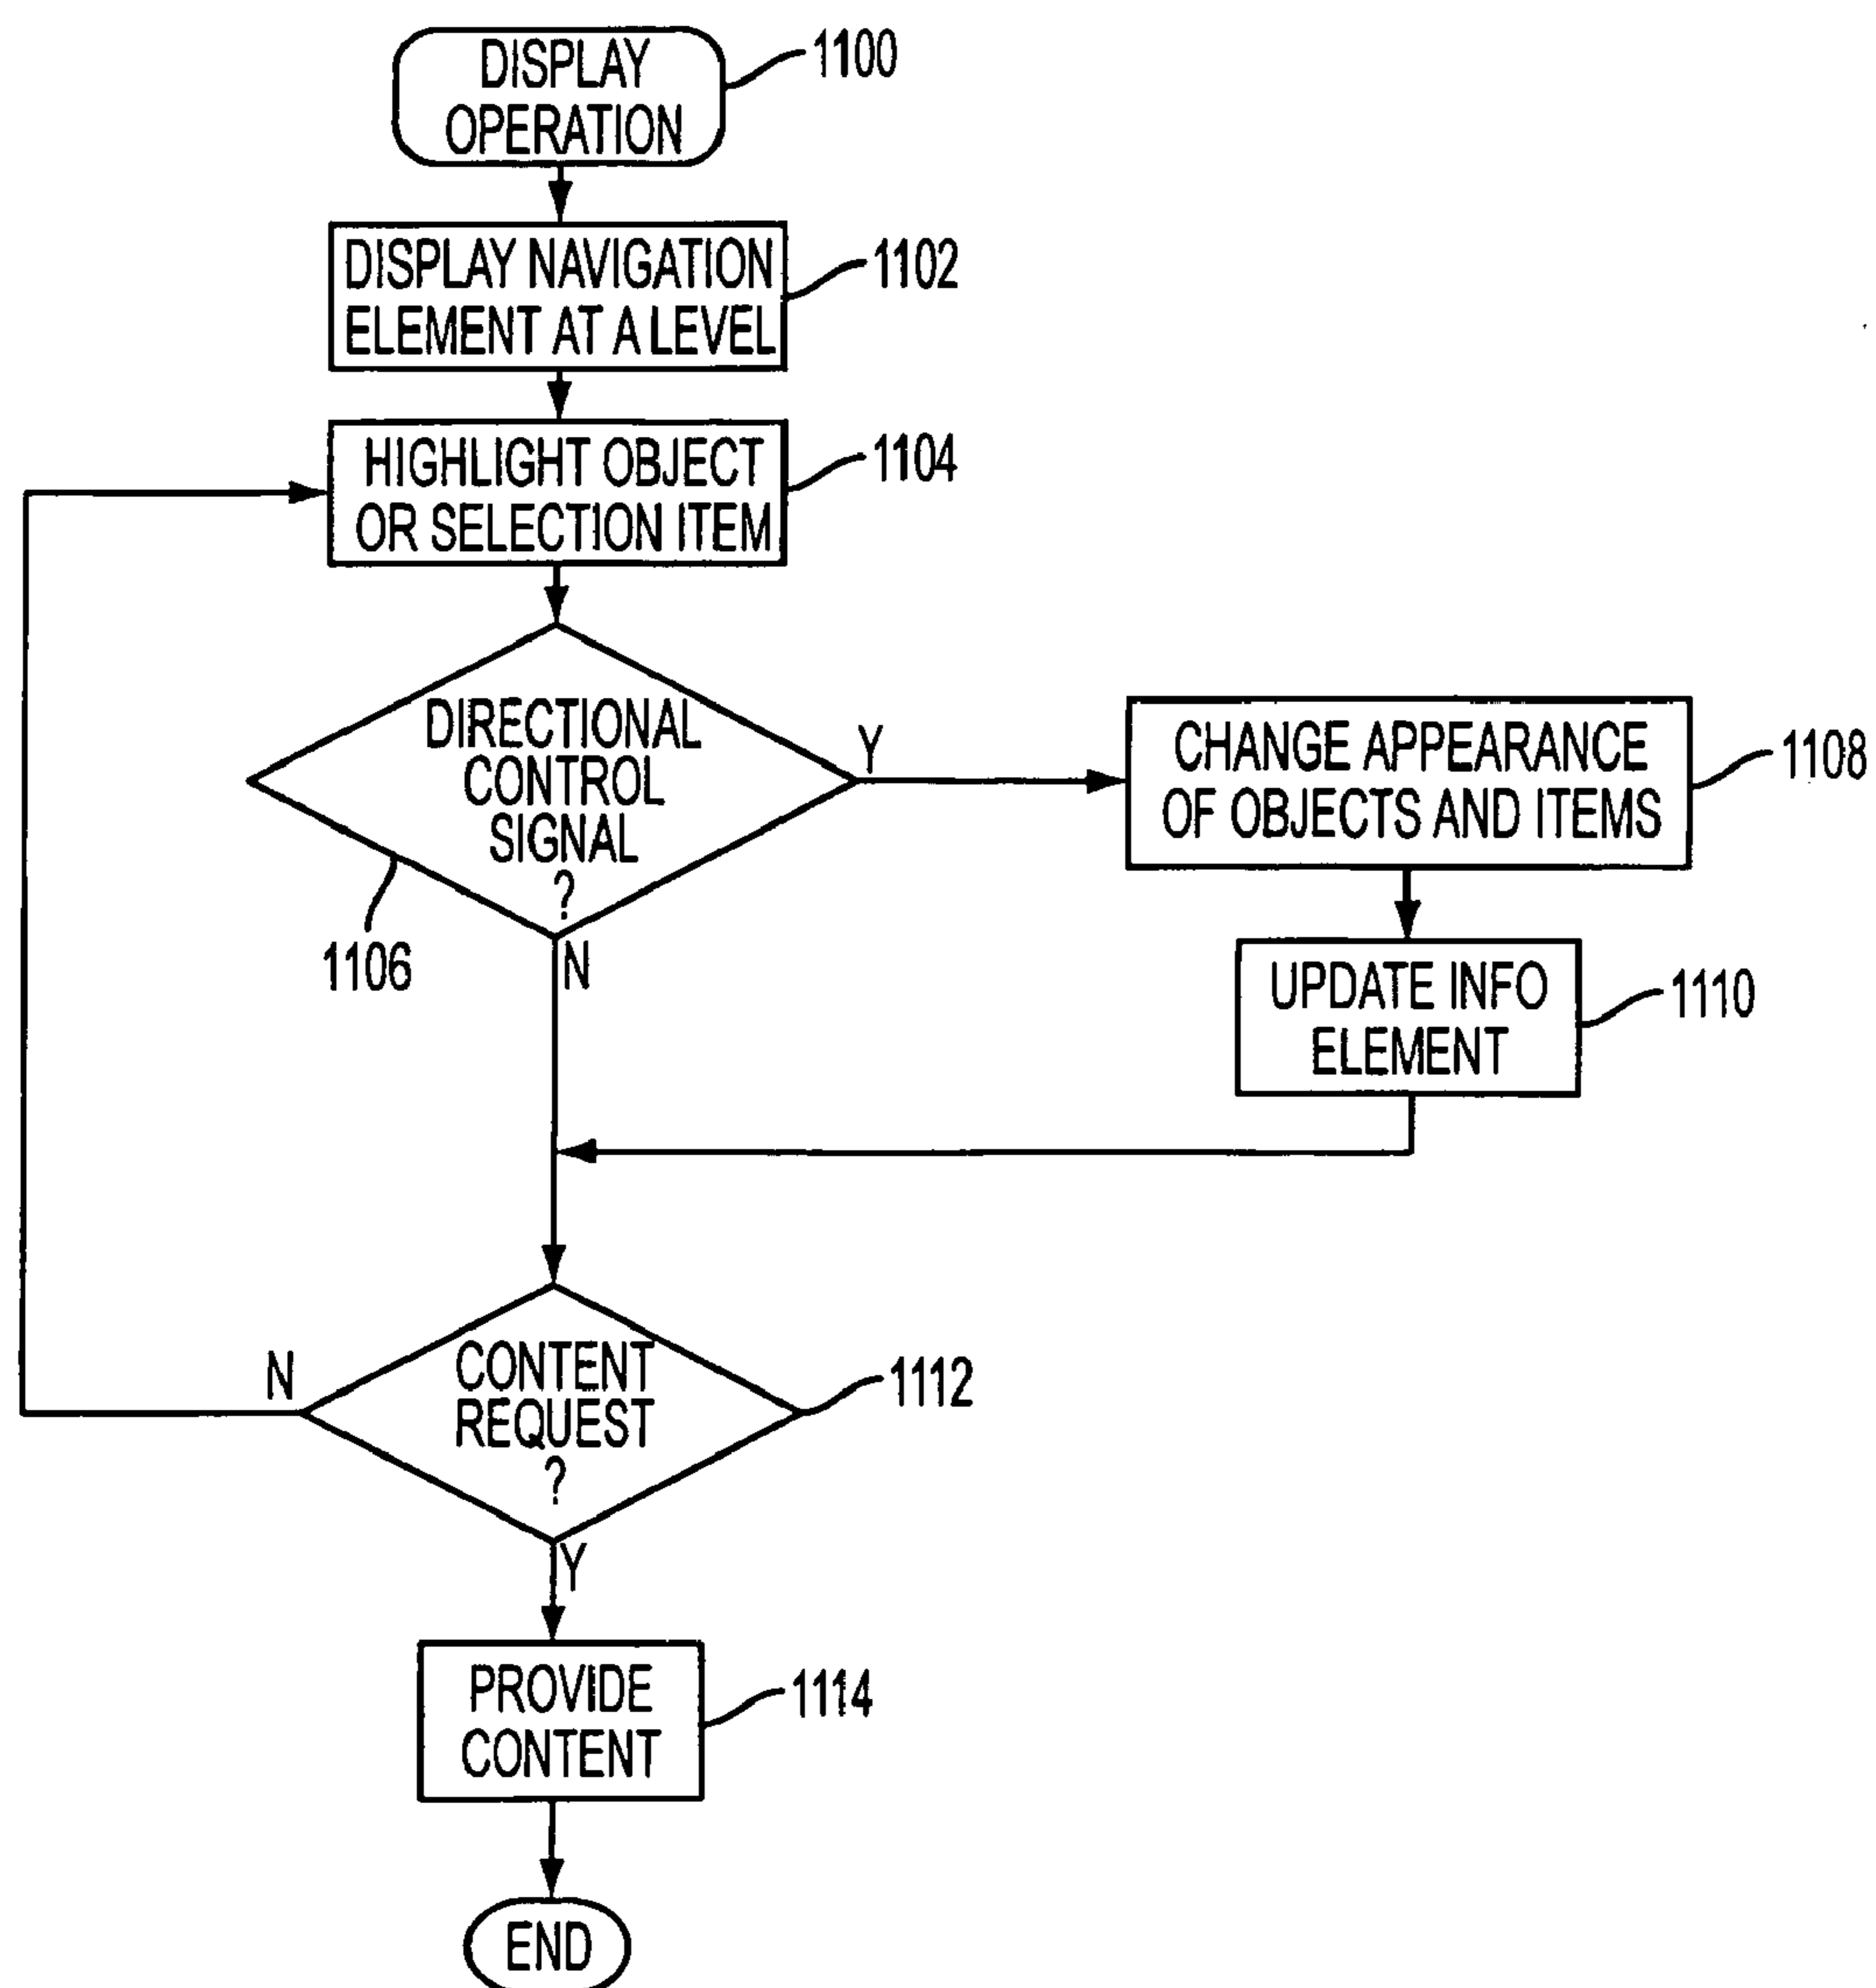 DISPLAY
OPERATION
1100
DISPLAY NAVIGATION
ELEMENT AT A LEVEL
1102
HIGHLIGHT OBJECT
OR SELECTION ITEM
1104
DIRECTIONAL
CONTROL
SIGNAL
?
1106
Y
N
CHANGE APPEARANCE
OF OBJECTS AND ITEMS
1108
UPDATE INFO
ELEMENT
1110
CONTENT
REQUEST
?
1112
N
Y
PROVIDE
CONTENT
1114
END